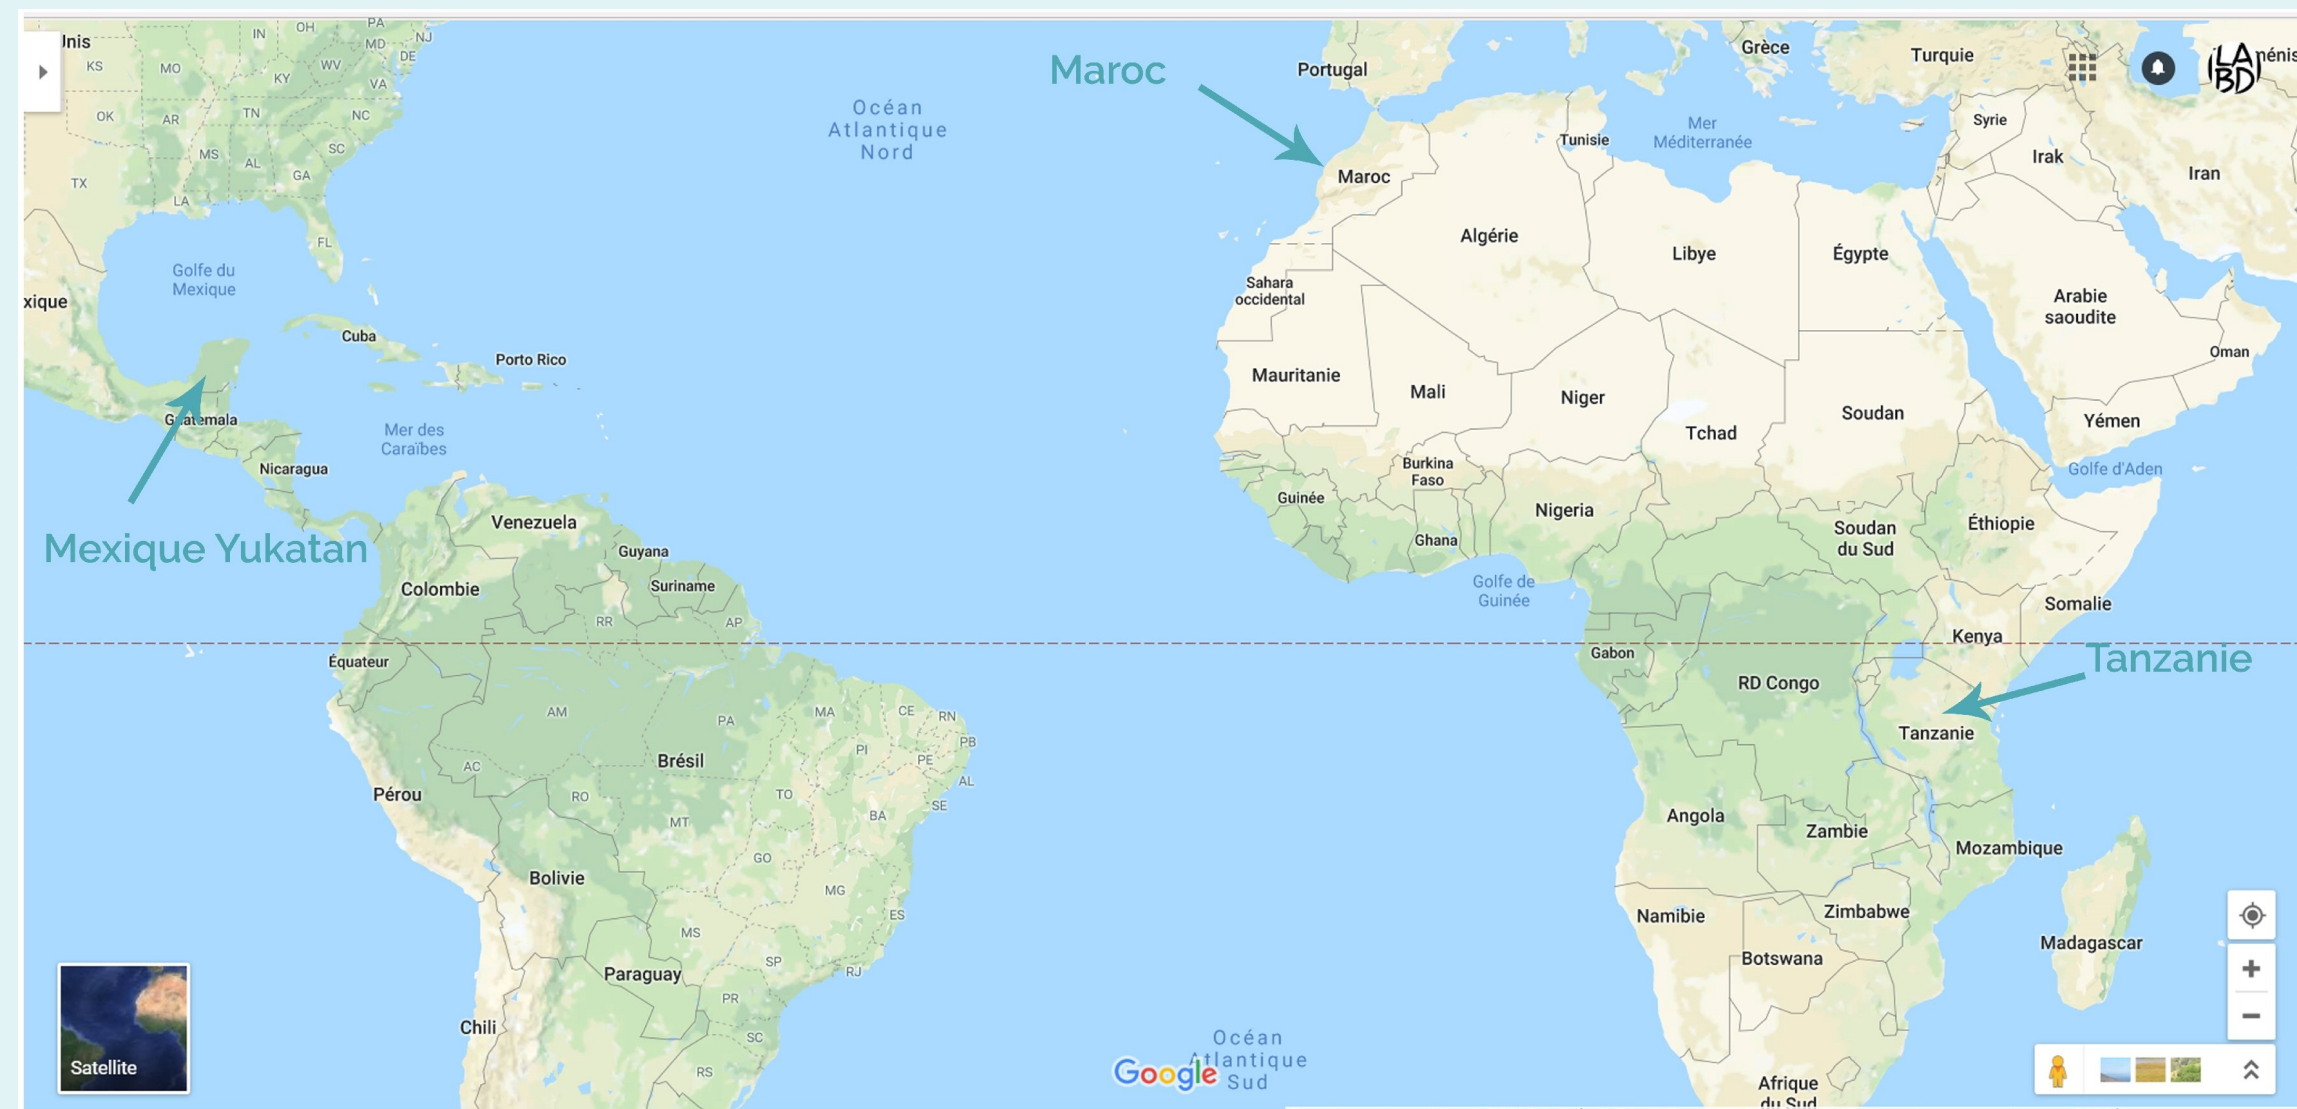 Unis
IN
OH
PA
NJ
MD
DE
KS
MO
KY
WV
VA
OK
AR
TN
NC
MS
AL
SC
TX
GA
LA
FL
Golfe du
Mexique
xique
Cuba
Porto Rico
Guatemala
Mer des
Caraïbes
Nicaragua
Mexique Yukatan
Océan
Atlantique
Nord
Venezuela
Guyana
Colombie
Suriname
RR
AP
Équateur
AM
PA
MA
CE
RN
PB
PI
PE
Brésil
AC
AL
Pérou
RO
TO
SE
MT
BA
GO
Bolivie
MG
ES
MS
SP
Paraguay
RJ
PR
Chili
SC
RS
Satellite
Maroc
Portugal
Grèce
Turquie
LA
BD
ménis
Tunisie
Mer
Méditerranée
Syrie
Irak
Iran
Maroc
Algérie
Libye
Égypte
Sahara
occidental
Arabie
saoudite
Oman
Mauritanie
Mali
Niger
Tchad
Soudan
Yémen
Burkina
Faso
Golfe d'Aden
Guinée
Nigeria
Ghana
Soudan
du Sud
Éthiopie
Golfe de
Guinée
Somalie
Kenya
Gabon
Tanzanie
RD Congo
Tanzanie
Angola
Zambie
Mozambique
Namibie
Zimbabwe
Madagascar
Botswana
Océan
Atlantique
Sud
Google
Afrique
du Sud